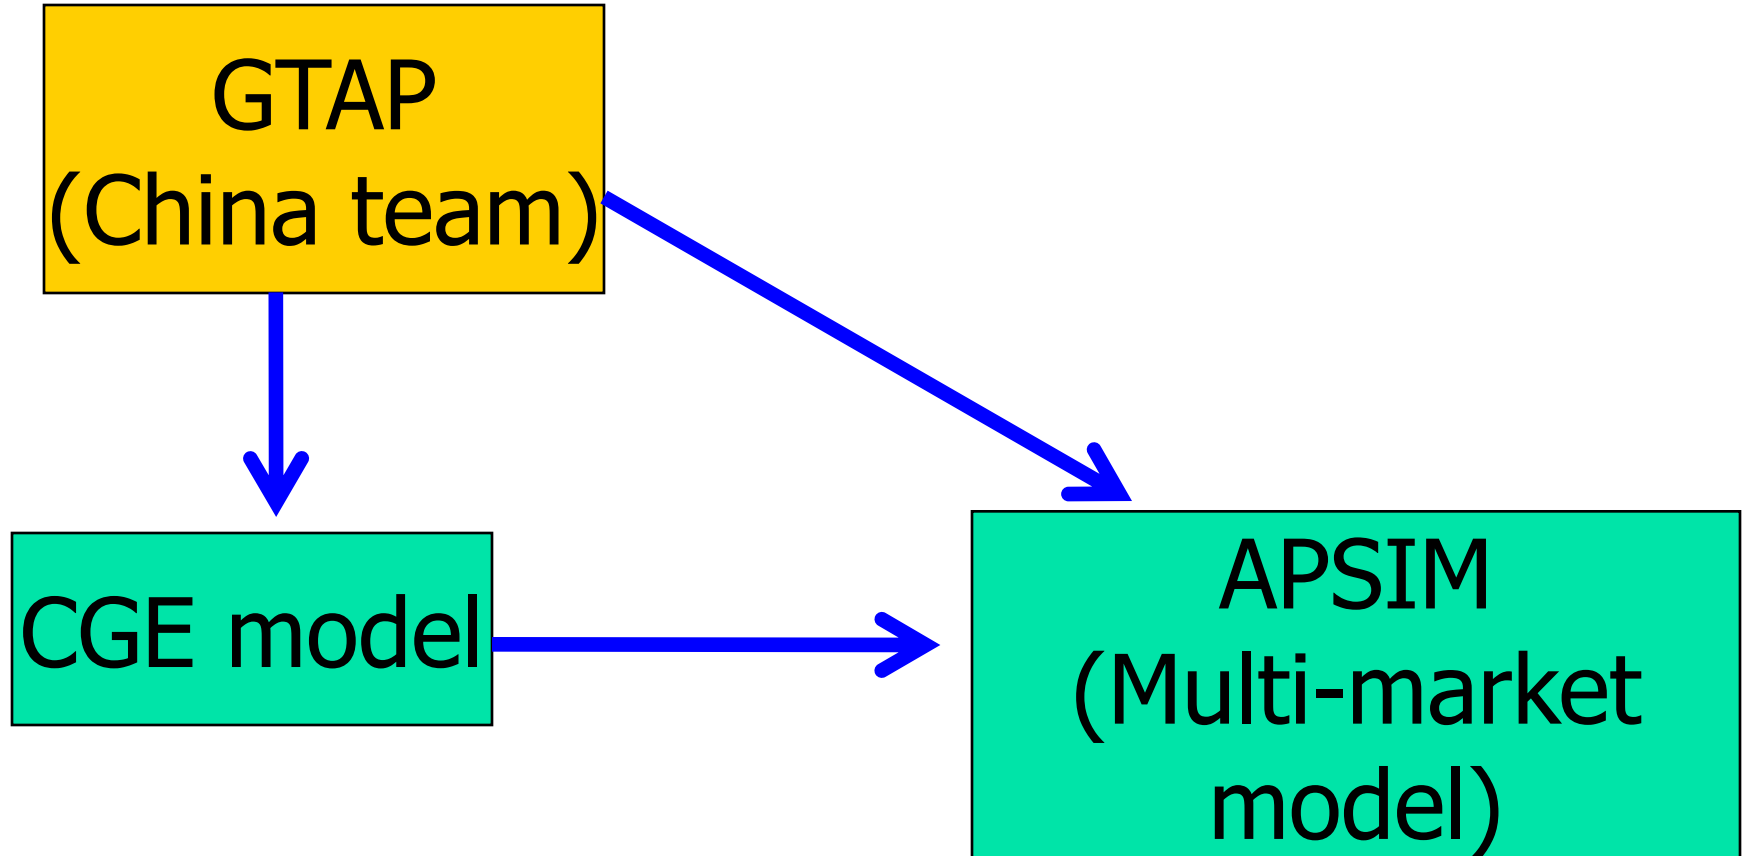 GTAP
(China team)
CGE model
APSIM
(Multi-market
model)